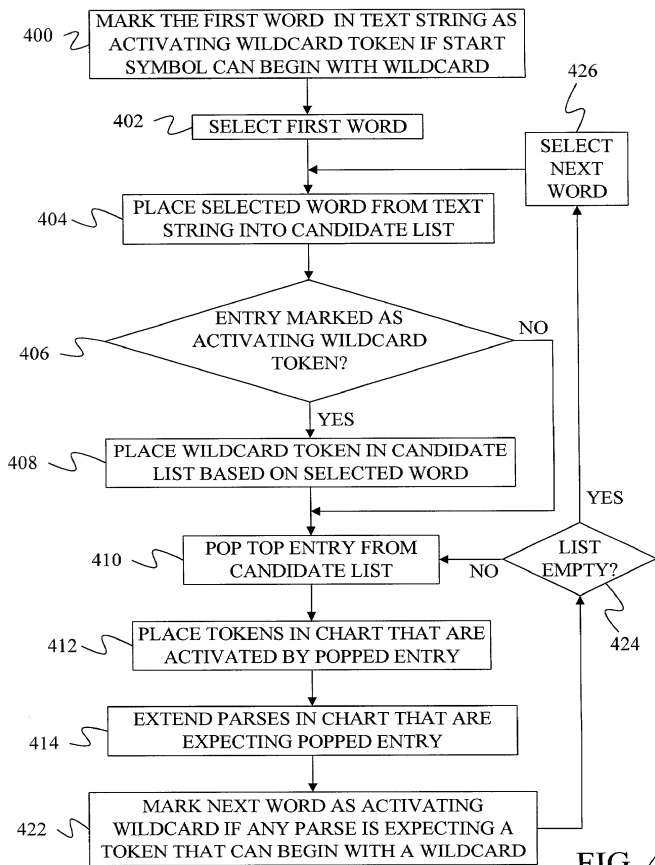 400
MARK THE FIRST WORD IN TEXT STRING AS
ACTIVATING WILDCARD TOKEN IF START
SYMBOL CAN BEGIN WITH WILDCARD
402
SELECT FIRST WORD
426
SELECT
NEXT
WORD
404
PLACE SELECTED WORD FROM TEXT
STRING INTO CANDIDATE LIST
406
ENTRY MARKED AS
ACTIVATING WILDCARD
TOKEN?
NO
YES
408
PLACE WILDCARD TOKEN IN CANDIDATE
LIST BASED ON SELECTED WORD
YES
410
POP TOP ENTRY FROM
CANDIDATE LIST
NO
LIST
EMPTY?
424
412
PLACE TOKENS IN CHART THAT ARE
ACTIVATED BY POPPED ENTRY
414
EXTEND PARSES IN CHART THAT ARE
EXPECTING POPPED ENTRY
422
MARK NEXT WORD AS ACTIVATING
WILDCARD IF ANY PARSE IS EXPECTING A
TOKEN THAT CAN BEGIN WITH A WILDCARD
FIG.